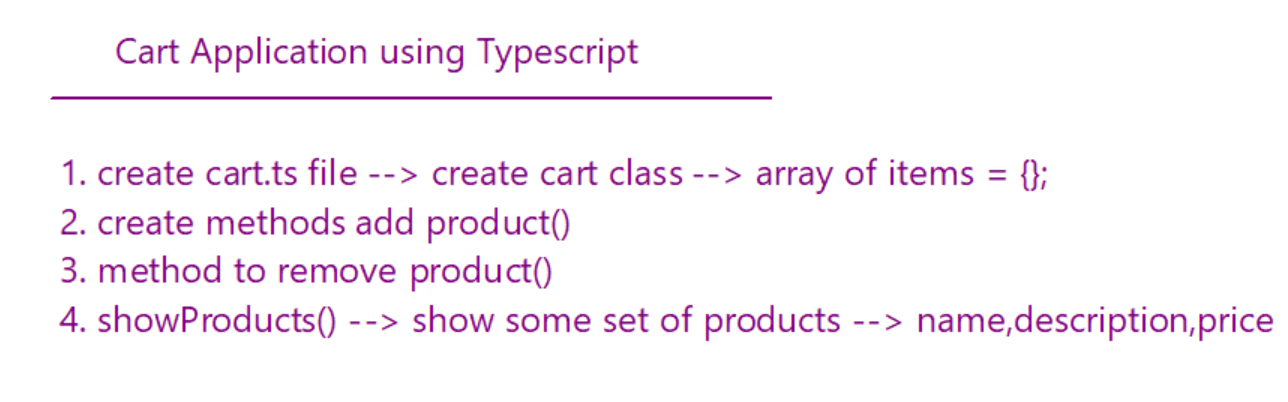 Cart Application using Typescript
1. create cart.ts file --> create cart class --> array of items = {};
2. create methods add product()
3. method to remove product()
4. showProducts() --> show some set of products --> name,description,price